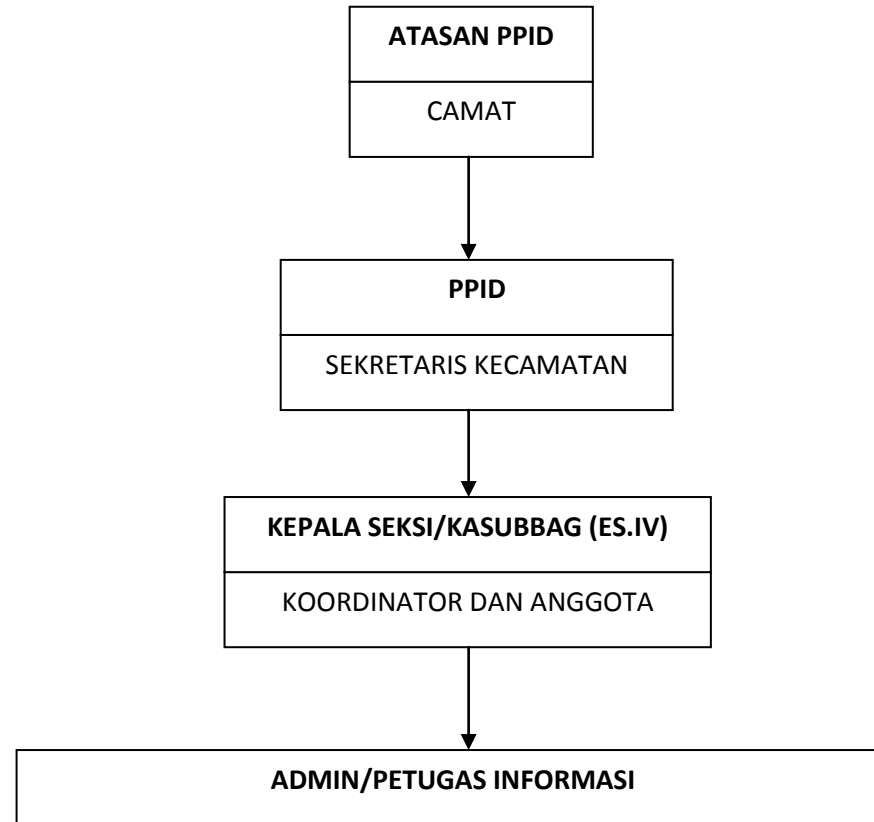 ATASAN PPID
CAMAT
PPID
SEKRETARIS KECAMATAN
KEPALA SEKSI/KASUBBAG (ES.IV)
KOORDINATOR DAN ANGGOTA
ADMIN/PETUGAS INFORMASI